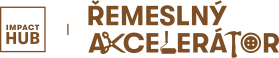 IMPACT
HUB
ŘEMESLNÝ
AKCELERÁTOR